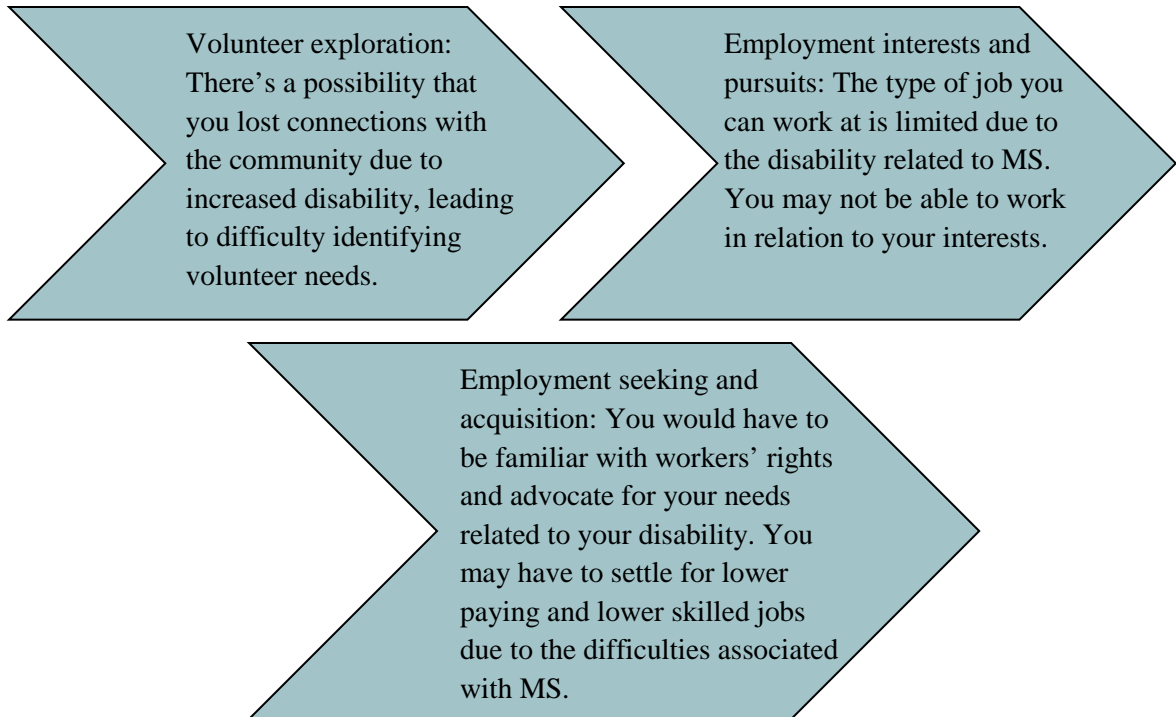 Volunteer exploration:
There’s a possibility that
you lost connections with
the community due to
increased disability, leading
to difficulty identifying
volunteer needs.
Employment interests and
pursuits: The type of job you
can work at is limited due to
the disability related to MS.
You may not be able to work
in relation to your interests.
Employment seeking and
acquisition: You would have to
be familiar with workers’ rights
and advocate for your needs
related to your disability. You
may have to settle for lower
paying and lower skilled jobs
due to the difficulties associated
with MS.